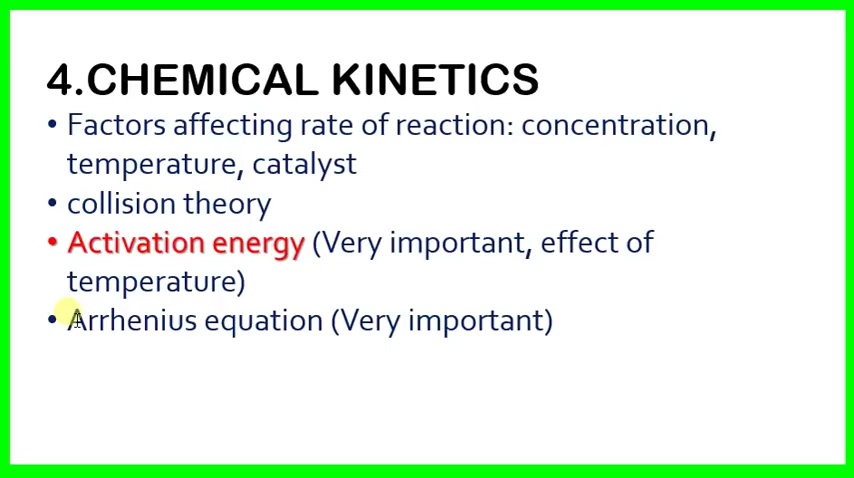 4.CHEMICAL KINETICS
• Factors affecting rate of reaction: concentration,
temperature, catalyst
• collision theory
• Activation energy (Very important, effect of
temperature)
• Arrhenius equation (Very important)